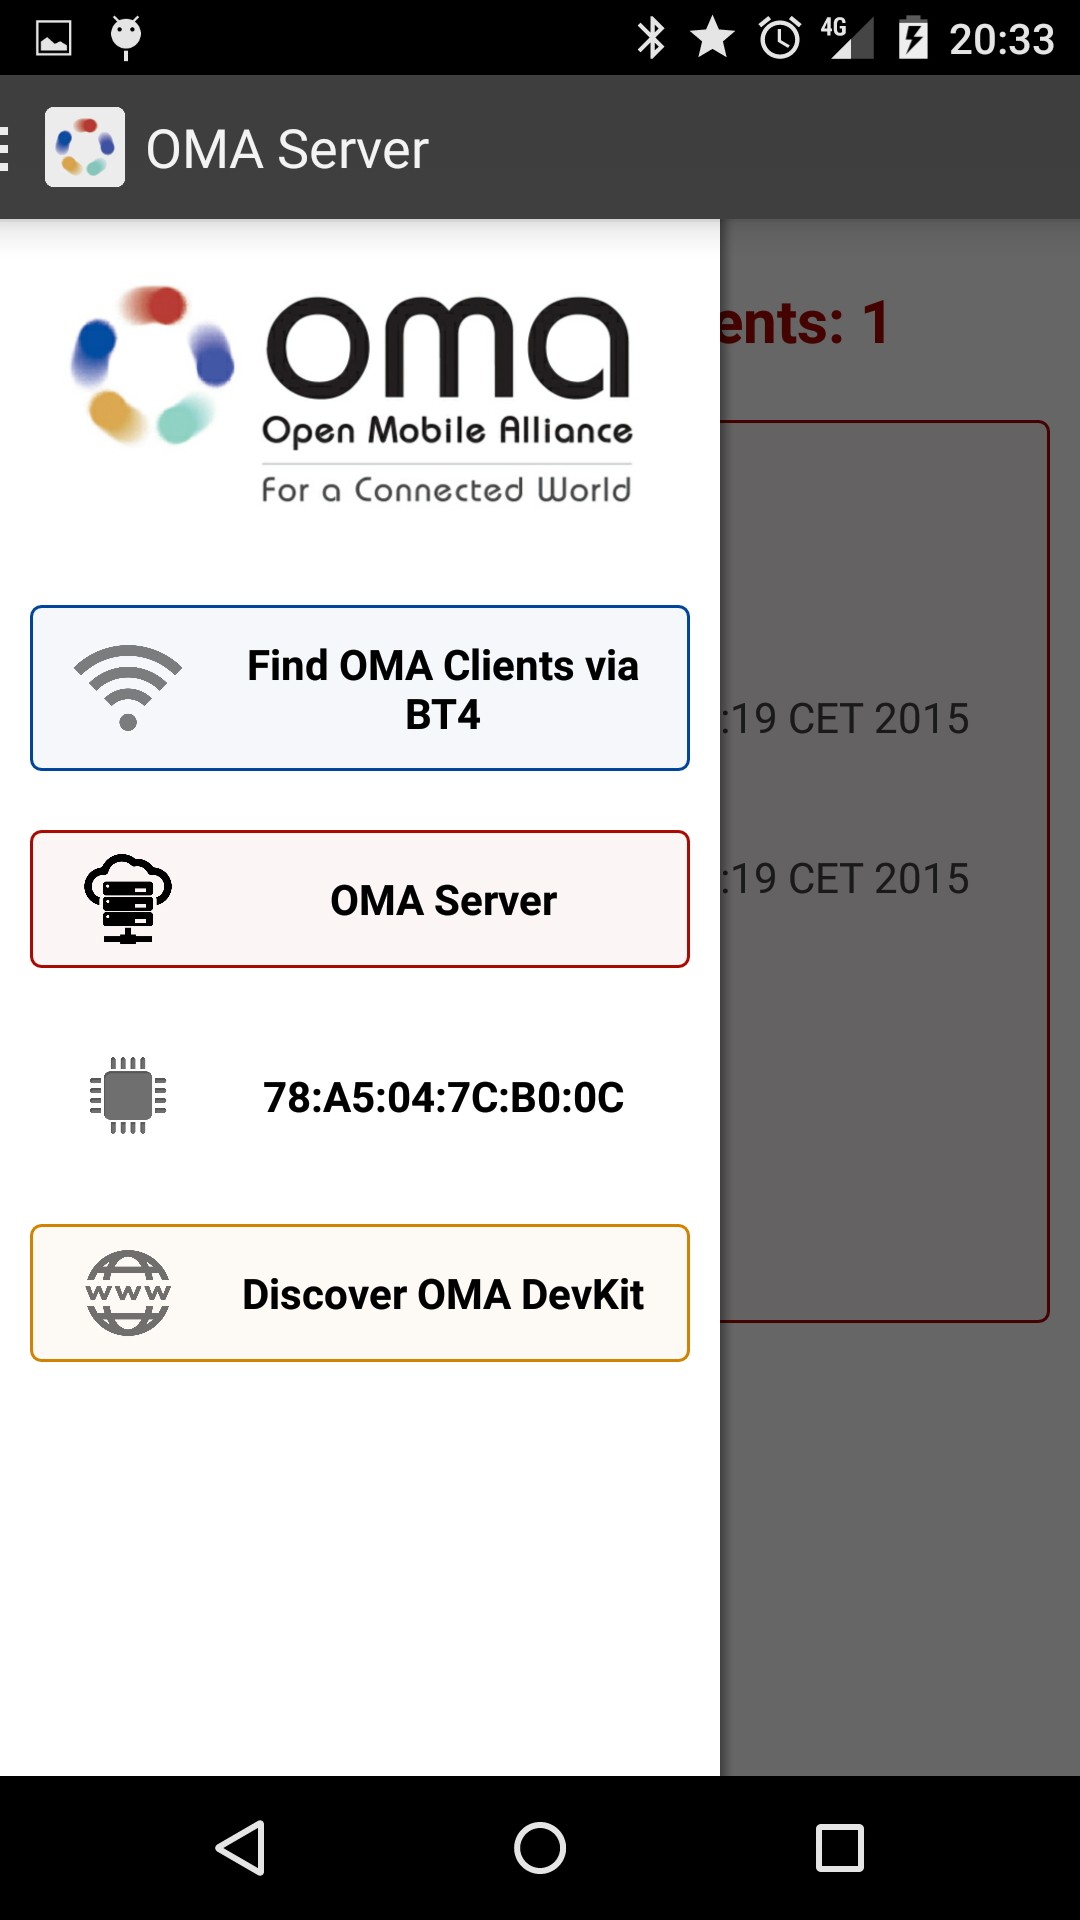 4G 20:33
OMA Server
oma
Open Mobile Alliance
For a Connected World
ents: 1
Find OMA Clients via
BT4
:19 CET 2015
OMA Server
:19 CET 2015
78:A5:04:7C:B0:0C
www
Discover OMA DevKit